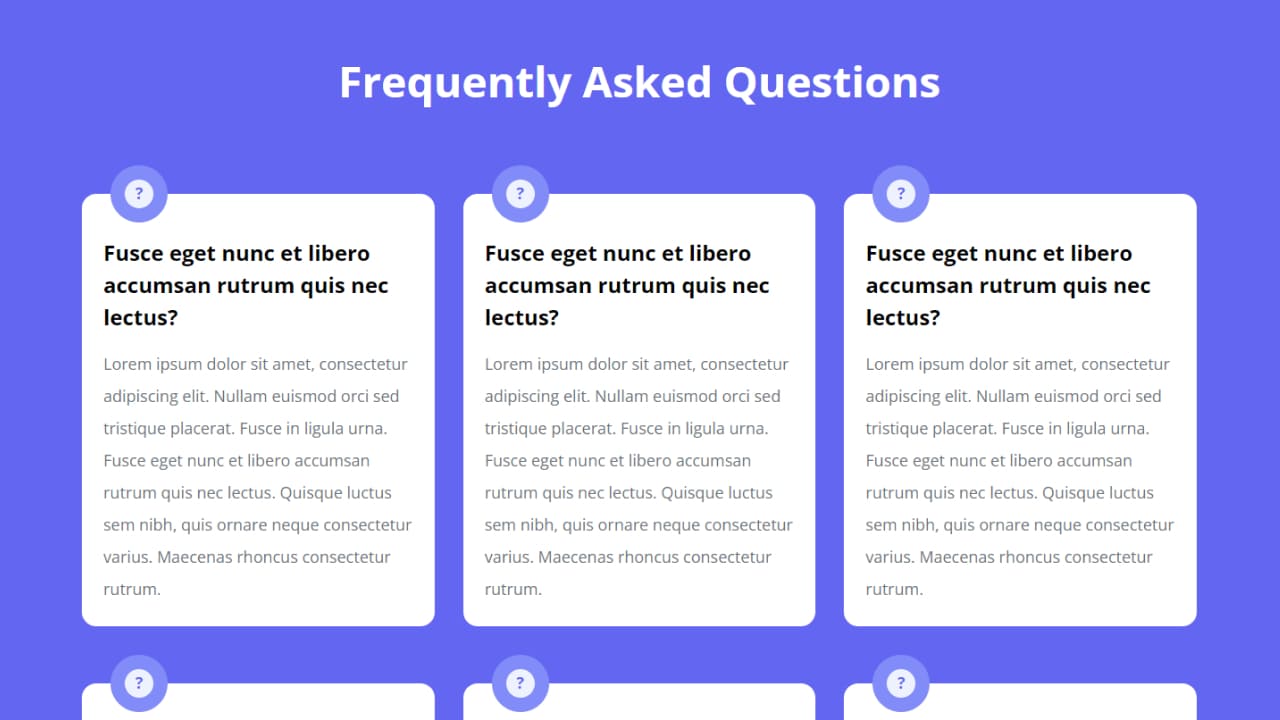 Frequently Asked Questions
?
Fusce eget nunc et libero
accumsan rutrum quis nec
lectus?
Lorem ipsum dolor sit amet, consectetur
adipiscing elit. Nullam euismod orci sed
tristique placerat. Fusce in ligula urna.
Fusce eget nunc et libero accumsan
rutrum quis nec lectus. Quisque luctus
sem nibh, quis ornare neque consectetur
varius. Maecenas rhoncus consectetur
rutrum.
?
Fusce eget nunc et libero
accumsan rutrum quis nec
lectus?
Lorem ipsum dolor sit amet, consectetur
adipiscing elit. Nullam euismod orci sed
tristique placerat. Fusce in ligula urna.
Fusce eget nunc et libero accumsan
rutrum quis nec lectus. Quisque luctus
sem nibh, quis ornare neque consectetur
varius. Maecenas rhoncus consectetur
rutrum.
?
Fusce eget nunc et libero
accumsan rutrum quis nec
lectus?
Lorem ipsum dolor sit amet, consectetur
adipiscing elit. Nullam euismod orci sed
tristique placerat. Fusce in ligula urna.
Fusce eget nunc et libero accumsan
rutrum quis nec lectus. Quisque luctus
sem nibh, quis ornare neque consectetur
varius. Maecenas rhoncus consectetur
rutrum.
?
?
?